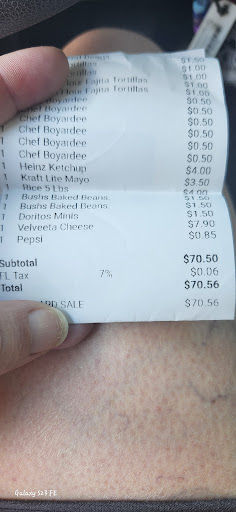 $1.50
tillas $1.00
tillas $1.00
Flour Fajita Tortillas $1.00
Fajita Tortillas $1.00
Chef Boyardee $0.50
Chef Boyardee $0.50
Chef Boyardee $0.50
1 Chef Boyardee $0.50
1 Chef Boyardee $0.50
1 Heinz Ketchup $4.00
1 Kraft Lite Mayo $3.50
Rice 5 Lbs $4.00
1 Bushs Baked Beans. $1.50
1 Bushs Baked Beans. $1.50
1 Doritos Minis $1.50
1 Velveeta Cheese $7.90
1 Pepsi $0.85
Subtotal $70.50
FL Tax 7% $0.06
Total $70.56
ARD SALE $70.56
Galaxy S23 FE